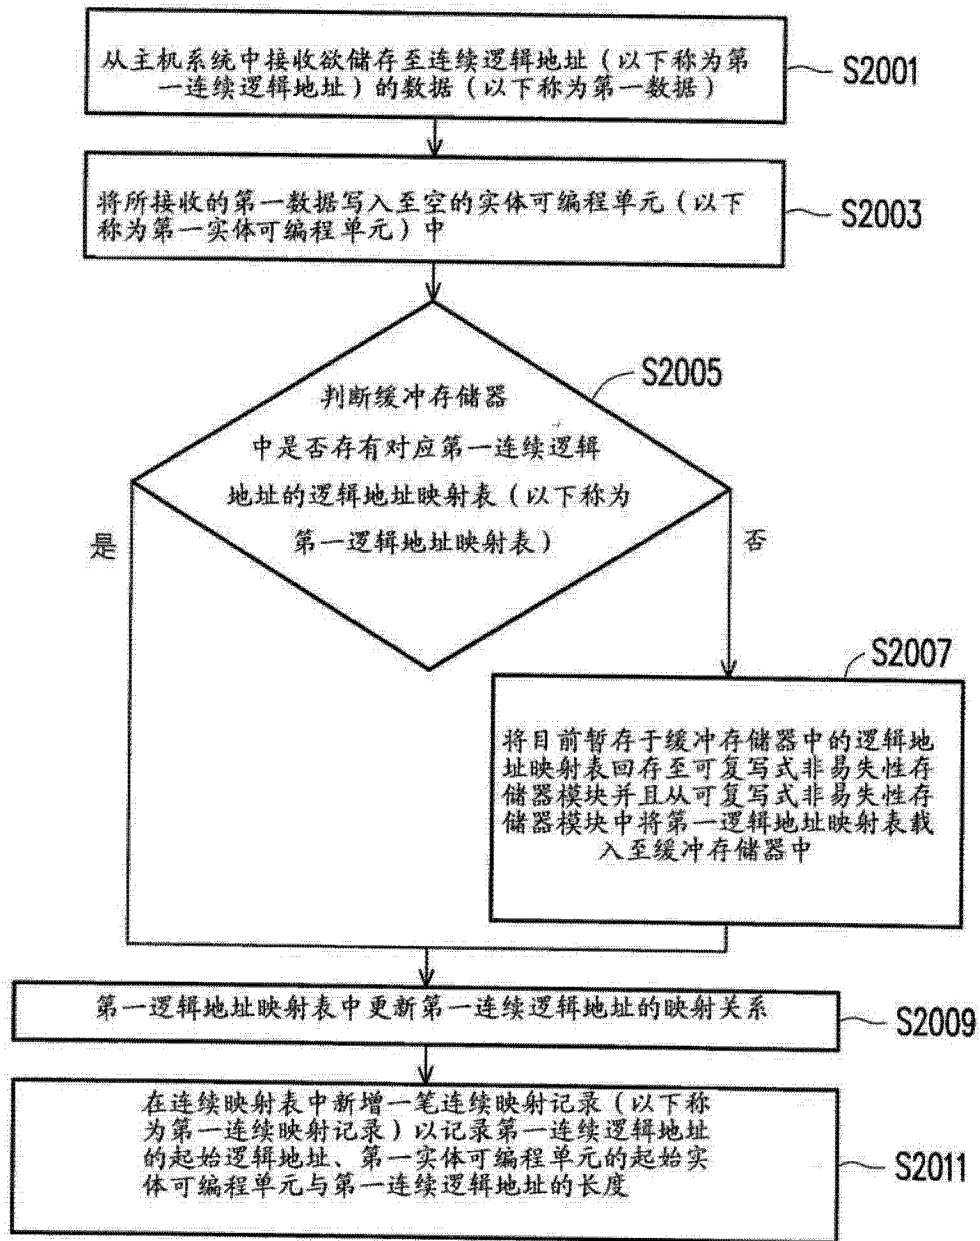 从主机系统中接收欲储存至连续逻辑地址（以下称为第
一连续逻辑地址）的数据（以下称为第一数据）
S2001
将所接收的第一数据写入至空的实体可编程单元（以下
称为第一实体可编程单元）中
S2003
判断缓冲存储器
中是否存有对应第一连续逻辑
地址的逻辑地址映射表（以下称为
第一逻辑地址映射表）
S2005
是
否
S2007
将目前暂存于缓冲存储器中的逻辑地
址映射表回存至可复写式非易失性存
储器模块并且从可复写式非易失性存
储器模块中将第一逻辑地址映射表载
入至缓冲存储器中
第一逻辑地址映射表中更新第一连续逻辑地址的映射关系
S2009
在连续映射表中新增一笔连续映射记录（以下称
为第一连续映射记录）以记录第一连续逻辑地址
的起始逻辑地址、第一实体可编程单元的起始实
体可编程单元与第一连续逻辑地址的长度
S2011